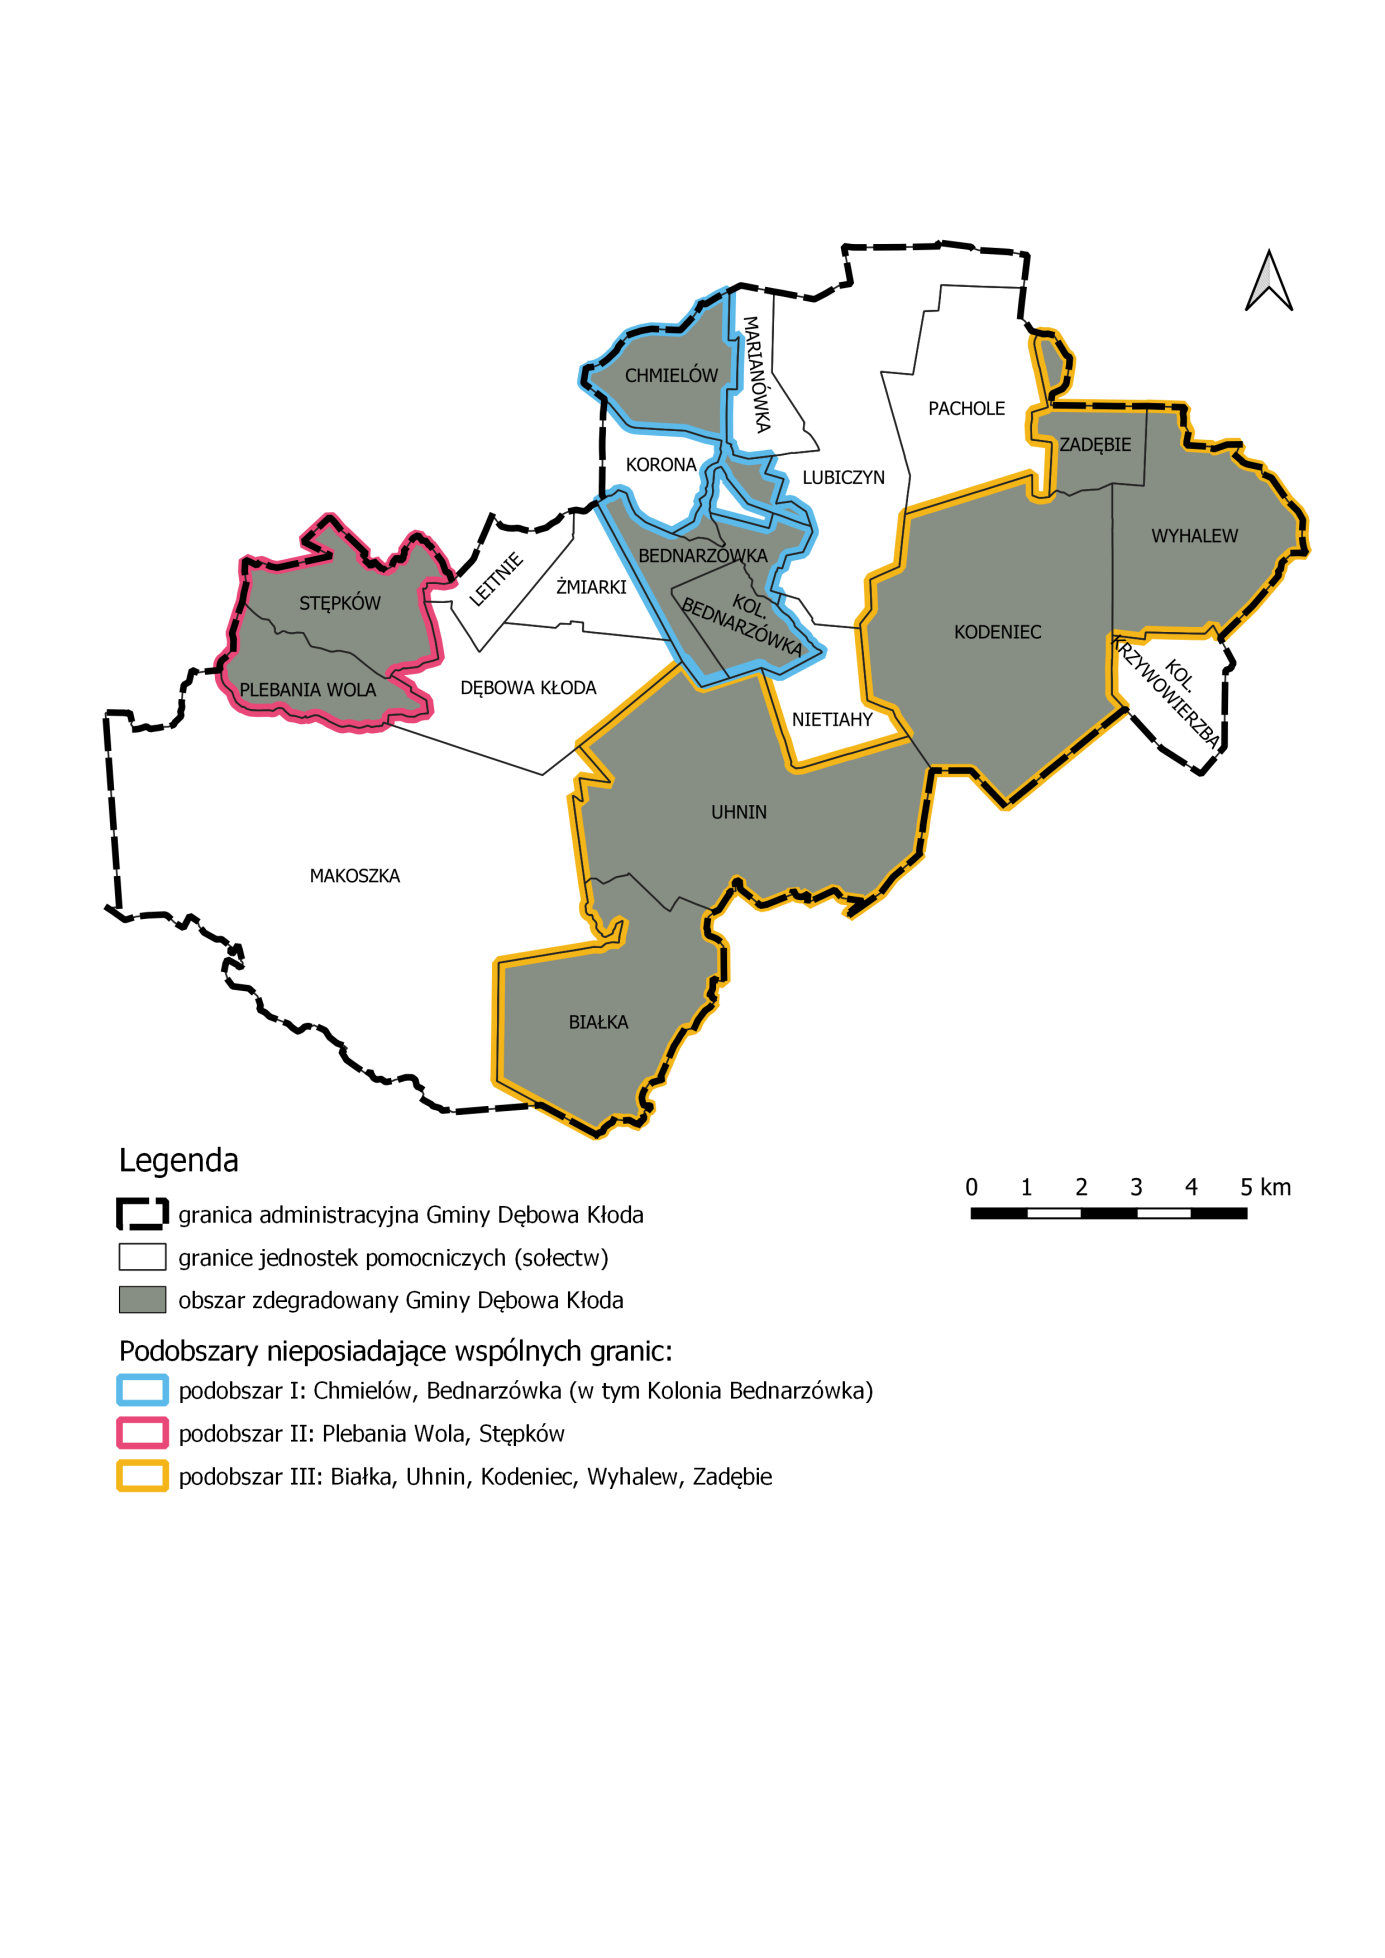 MARIANÓWKA
CHMIELÓW
PACHOLE
ZADĘBIE
KORONA
LUBICZYN
WYHALEW
BEDNARZÓWKA
LEITNIE
ŻMIARKI
STĘPKÓW
KOL.
BEDNARZÓWKA
KODENIEC
KOL.
KRZYWOWIERZBA
PLEBANIA WOLA
DĘBOWA KŁODA
NIETIAHY
UHNIN
MAKOSZKA
BIAŁKA
Legenda
granica administracyjna Gminy Dębowa Kłoda
granice jednostek pomocniczych (sołectw)
obszar zdegradowany Gminy Dębowa Kłoda
Podobszary nieposiadające wspólnych granic:
podobszar I: Chmielów, Bednarzówka (w tym Kolonia Bednarzówka)
podobszar II: Plebania Wola, Stępków
podobszar III: Białka, Uhnin, Kodeniec, Wyhalew, Zadębie
0 1 2 3 4 5 km